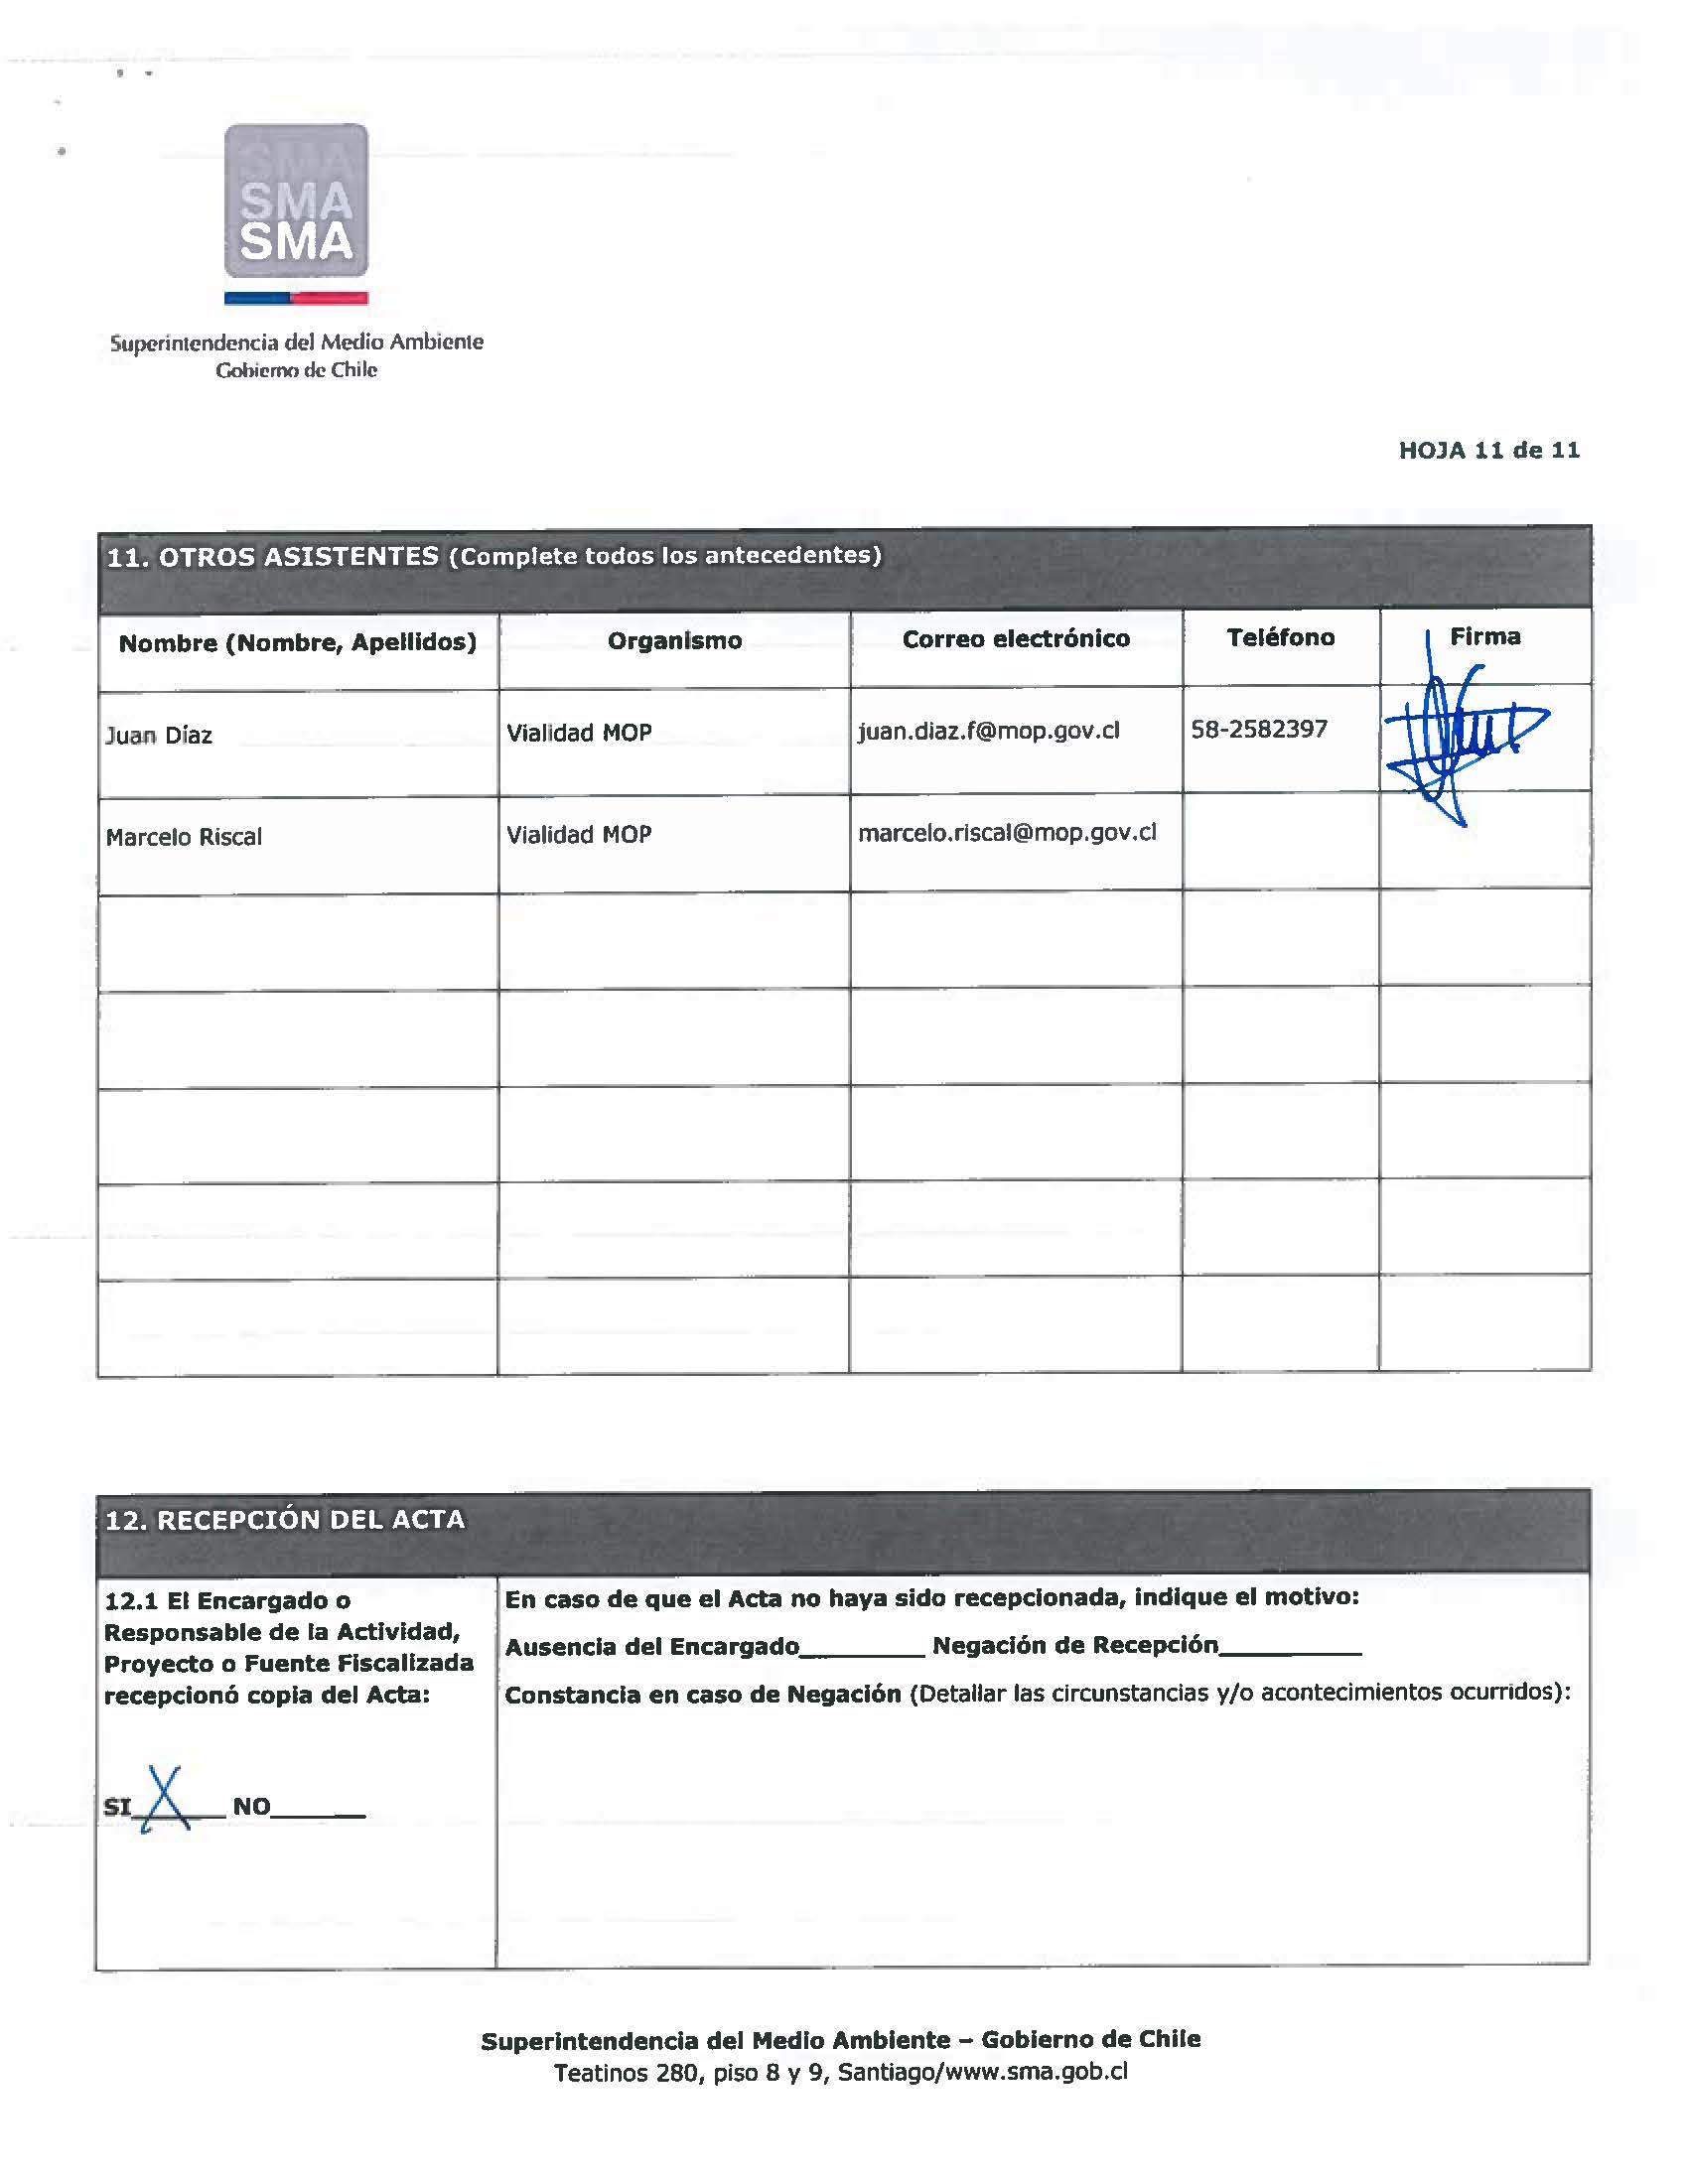 SMA
SMA
SMA
Superintendencia del Medio Ambiente
Gobierno de Chile
HOJA 11 de 11
11. OTROS ASISTENTES (Complete todos los antecedentes)
Nombre (Nombre, Apellidos) Organismo Correo electrónico Teléfono Firma
Juan Díaz Vialidad MOP juan.diaz.f@mop.gov.cl 58-2582397
Marcelo Riscal Vialidad MOP marcelo.riscal@mop.gov.cl
12. RECEPCIÓN DEL ACTA
12.1 El Encargado o
Responsable de la Actividad,
Proyecto o Fuente Fiscalizada
recepcionó copia del Acta:
SI X NO
En caso de que el Acta no haya sido recepcionada, indique el motivo:
Ausencia del Encargado Negación de Recepción
Constancia en caso de Negación (Detallar las circunstancias y/o acontecimientos ocurridos):
Superintendencia del Medio Ambiente – Gobierno de Chile
Teatinos 280, piso 8 y 9, Santiago/www.sma.gob.cl